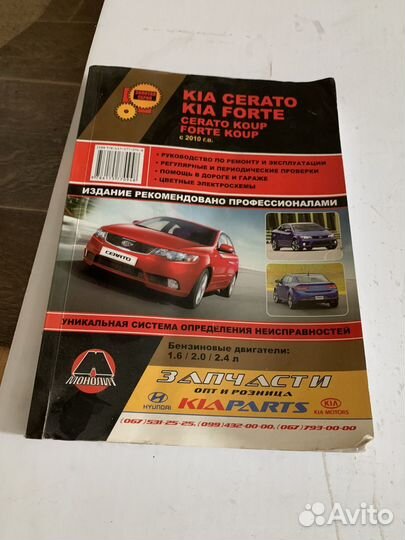 KIA CERATO
KIA FORTE
CERATO KOUP
FORTE KOUP
с 2010 г.в.
• РУКОВОДСТВО ПО РЕМОНТУ И ЭКСПЛУАТАЦИИ
• РЕГУЛЯРНЫЕ И ПЕРИОДИЧЕСКИЕ ПРОВЕРКИ
• ПОМОЩЬ В ДОРОГЕ И ГАРАЖЕ
• ЦВЕТНЫЕ ЭЛЕКТРОСХЕМЫ
ИЗДАНИЕ РЕКОМЕНДОВАНО ПРОФЕССИОНАЛАМИ
CERATO
УНИКАЛЬНАЯ СИСТЕМА ОПРЕДЕЛЕНИЯ НЕИСПРАВНОСТЕЙ
Бензиновые двигатели:
1.6 / 2.0 / 2.4 л
МОНОЛИТ
ЗАПЧАСТИ
ОПТ И РОЗНИЦА
HYUNDAI
KIAPARTS
KIA
KIA MOTORS
(067) 531-25-25, (099) 432-00-00, (067) 793-00-00
Avito